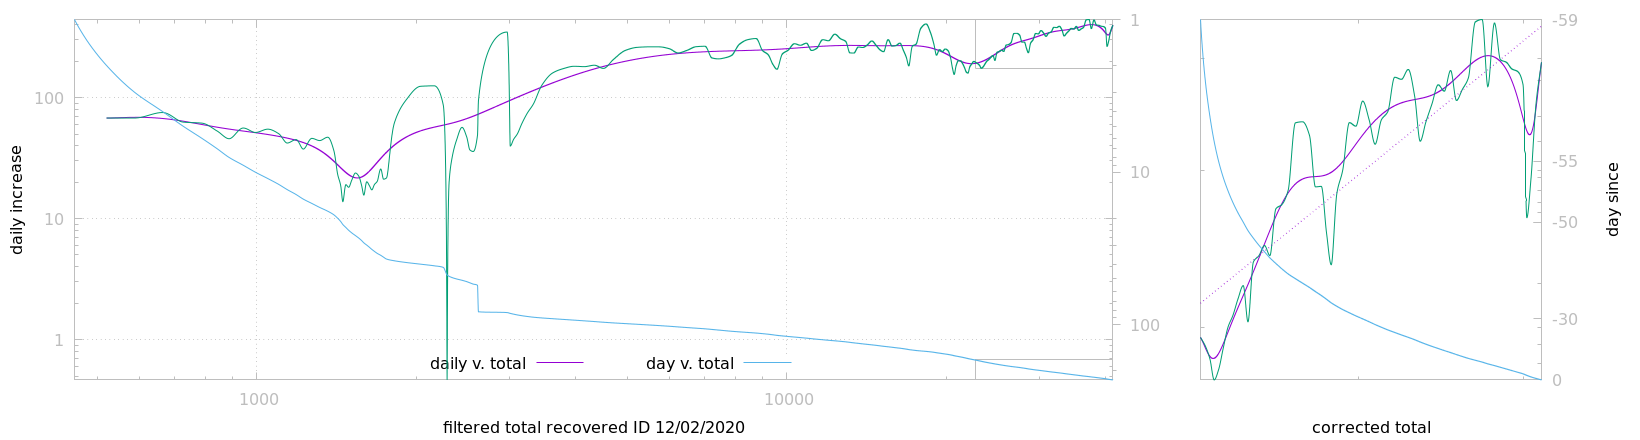 daily increase
100
10
1
1000
10000
1
10
100
daily v. total
day v. total
filtered total recovered ID 12/02/2020
-59
-55
-50
-30
0
day since
corrected total